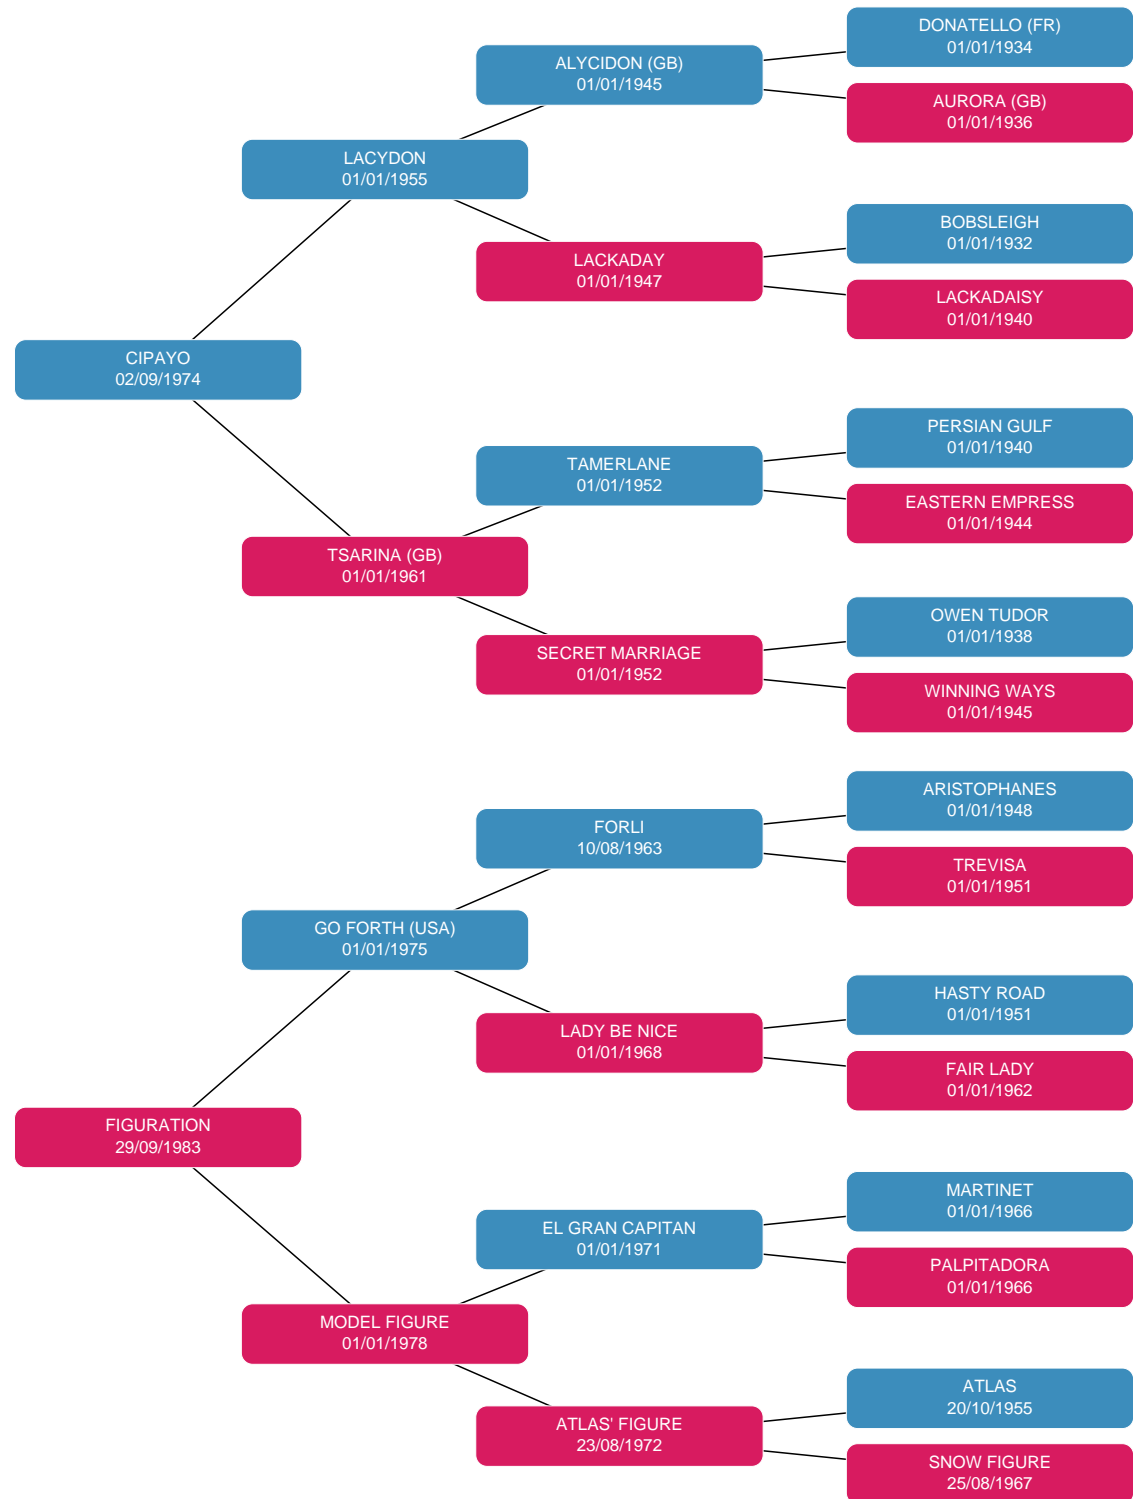 DONATELLO (FR)
01/01/1934
ALYCIDON (GB)
01/01/1945
AURORA (GB)
01/01/1936
LACYDON
01/01/1955
BOBSLEIGH
01/01/1932
LACKADAY
01/01/1947
LACKADAISY
01/01/1940
CIPAYO
02/09/1974
PERSIAN GULF
01/01/1940
TAMERLANE
01/01/1952
EASTERN EMPRESS
01/01/1944
TSARINA (GB)
01/01/1961
OWEN TUDOR
01/01/1938
SECRET MARRIAGE
01/01/1952
WINNING WAYS
01/01/1945
ARISTOPHANES
01/01/1948
FORLI
10/08/1963
TREVISA
01/01/1951
GO FORTH (USA)
01/01/1975
HASTY ROAD
01/01/1951
LADY BE NICE
01/01/1968
FAIR LADY
01/01/1962
FIGURATION
29/09/1983
MARTINET
01/01/1966
EL GRAN CAPITAN
01/01/1971
PALPITADORA
01/01/1966
MODEL FIGURE
01/01/1978
ATLAS
20/10/1955
ATLAS' FIGURE
23/08/1972
SNOW FIGURE
25/08/1967